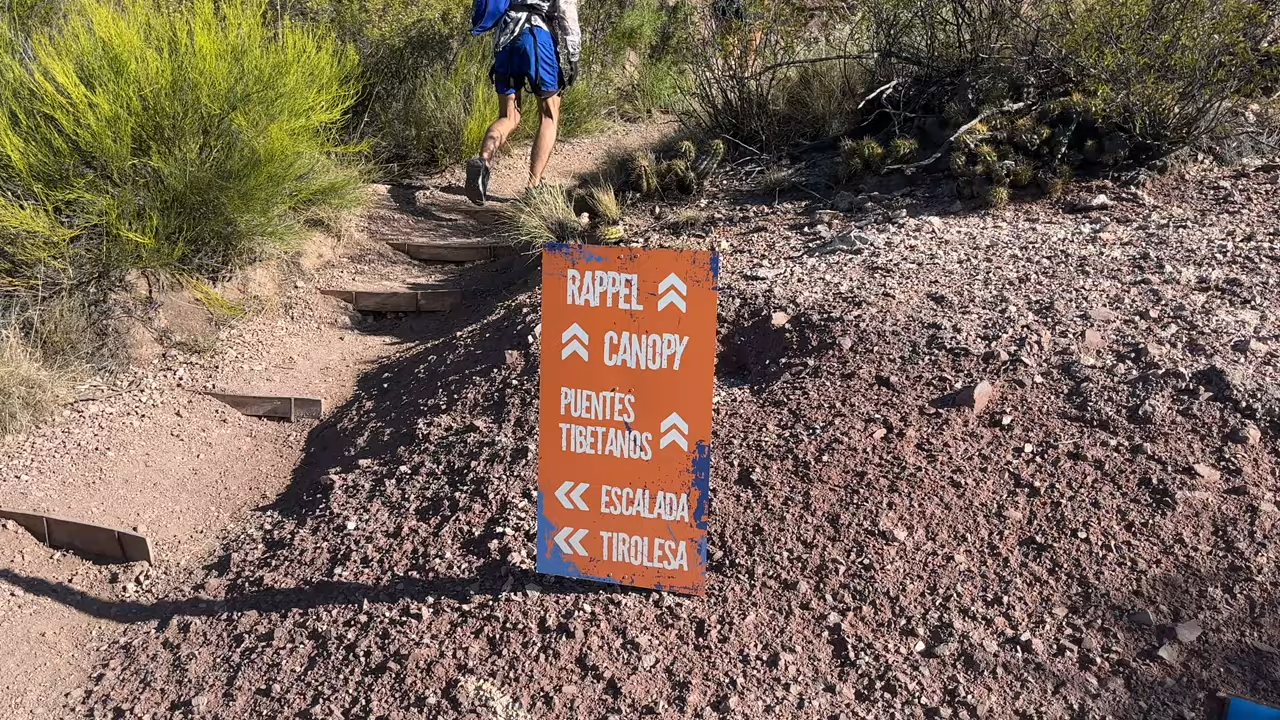 RAPPEL
CANOPY
PUENTES
TIBETANOS
ESCALADA
TIROLESA